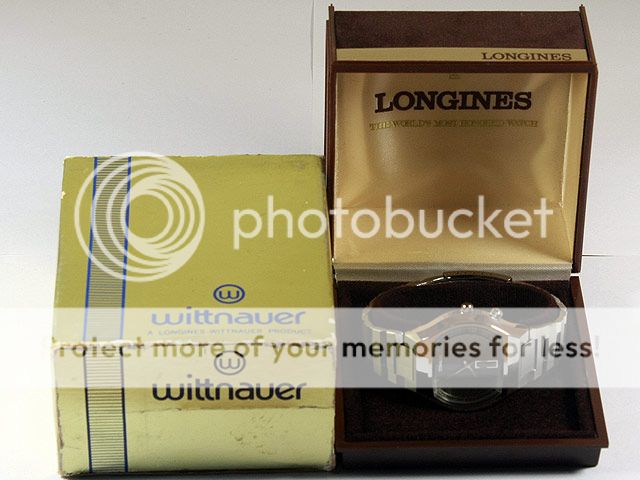 LONGINES
LONGINES
THE WORLD'S MOST HONORED WATCH
photobucket
W
wittnauer
A LONGINES-WITTNAUER PRODUCT
Protect more of your memories for less!
W
wittnauer